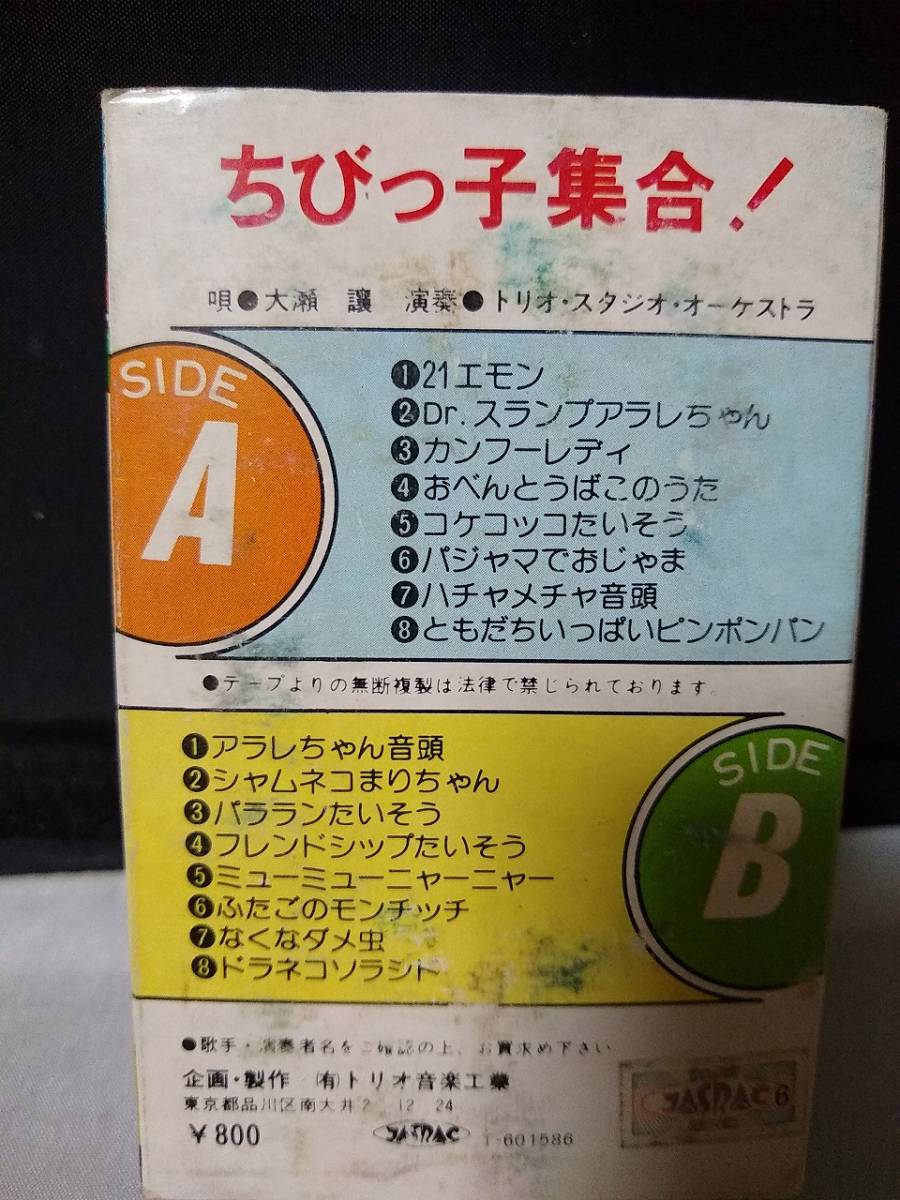 ちびっ子集合!
唄●大瀬 讓 演奏●トリオ・スタジオ・オーケストラ
SIDE
A
❶21エモン
❷Dr.スランプアラレちゃん
❸カンフーレディ
❹おべんとうばこのうた
❺コケコッコたいそう
❻パジャマでおじゃま
❼ハチャメチャ音頭
❽ともだちいっぱいピンポンパン
●テープよりの無断複製は法律で禁じられております。
SIDE
B
❶アラレちゃん音頭
❷シャムネコまりちゃん
❸パラランたいそう
❹フレンドシップたいそう
❺ミューミューニャーニャー
❻ふたごのモンチッチ
❼なくなダメ虫
❽ドラネコソラシド
●歌手・演奏者名をご確認の上、お買求め下さい
企画・製作 (有)トリオ音楽工業
東京都品川区南大井2 12 24
¥800 JASRAC T-601586
JASRAC 6